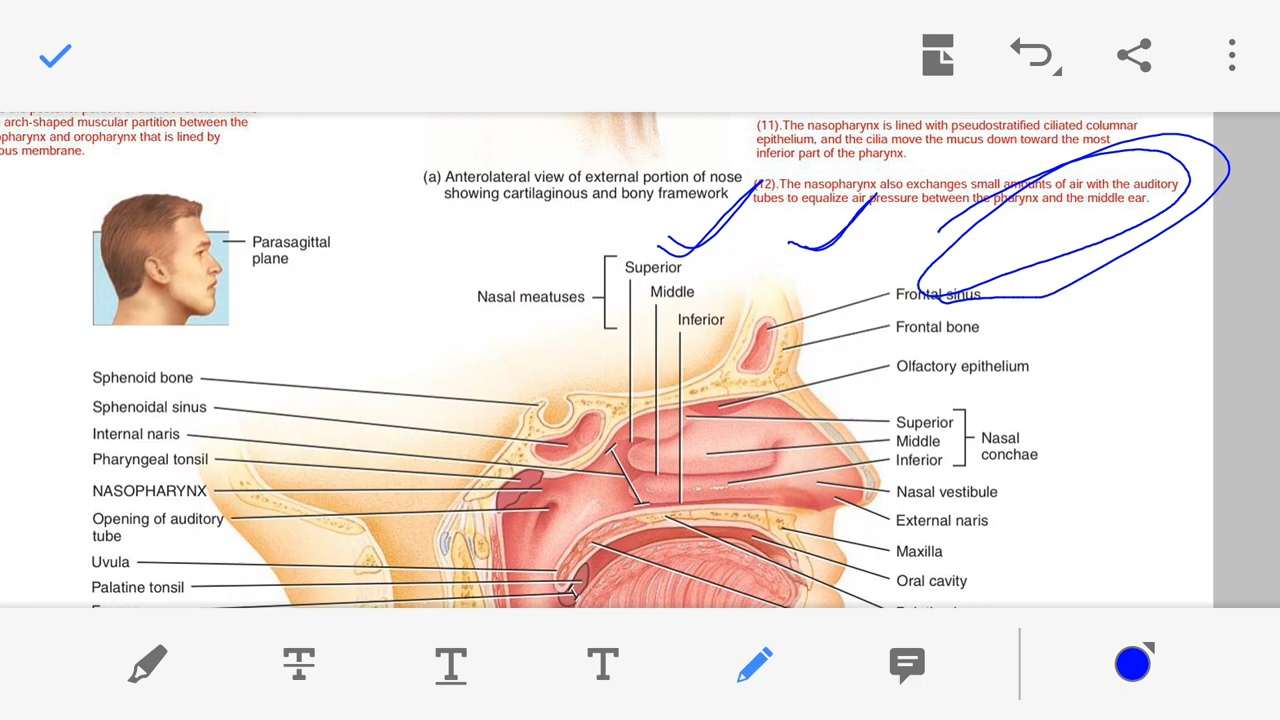 arch-shaped muscular partition between the
pharynx and oropharynx that is lined by
ous membrane.
(11).The nasopharynx is lined with pseudostratified ciliated columnar
epithelium, and the cilia move the mucus down toward the most
inferior part of the pharynx.
(12).The nasopharynx also exchanges small amounts of air with the auditory
tubes to equalize air pressure between the pharynx and the middle ear.
(a) Anterolateral view of external portion of nose
showing cartilaginous and bony framework
Parasagittal
plane
Nasal meatuses
Superior
Middle
Inferior
Sphenoid bone
Sphenoidal sinus
Internal naris
Pharyngeal tonsil
NASOPHARYNX
Opening of auditory
tube
Uvula
Palatine tonsil
Frontal sinus
Frontal bone
Olfactory epithelium
Superior
Middle
Inferior
Nasal
conchae
Nasal vestibule
External naris
Maxilla
Oral cavity
T
T
T